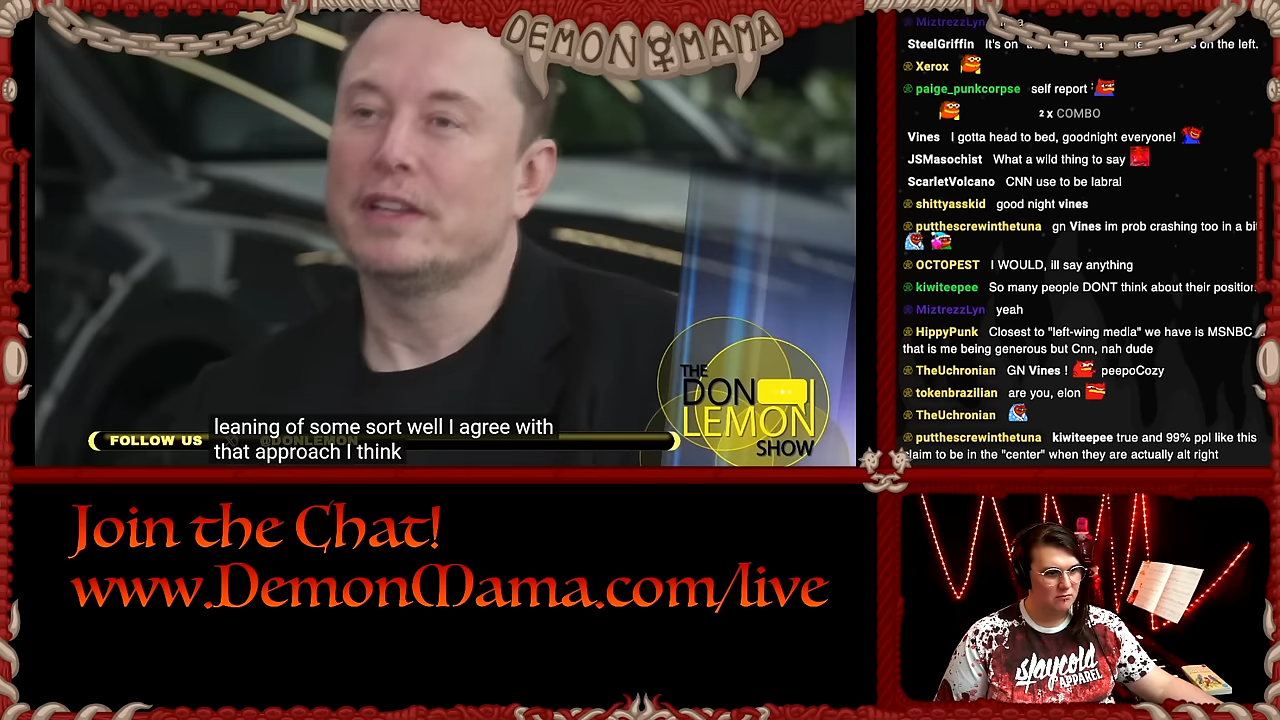 DEMON MAMA
leaning of some sort well I agree with
that approach I think
FOLLOW US @DONLEMON
THE
DON
LEMON
SHOW
MiztrezzLyn
SteelGriffin It's on on the left.
Xerox
paige_punkcorpse self report
2 x COMBO
Vines I gotta head to bed, goodnight everyone!
JSMasochist What a wild thing to say
ScarletVolcano CNN use to be labral
shittyasskid good night vines
putthescrewinthetuna gn Vines im prob crashing too in a bit
OCTOPEST I WOULD, ill say anything
kiwiteepee So many people DONT think about their position.
MiztrezzLyn yeah
HippyPunk Closest to "left-wing media" we have is MSNBC
that is me being generous but Cnn, nah dude
TheUchronian GN Vines ! peepoCozy
tokenbrazilian are you, elon
TheUchronian
putthescrewinthetuna kiwiteepee true and 99% ppl like this
claim to be in the "center" when they are actually alt right
Join the Chat!
www.DemonMama.com/live
staycold
APPAREL